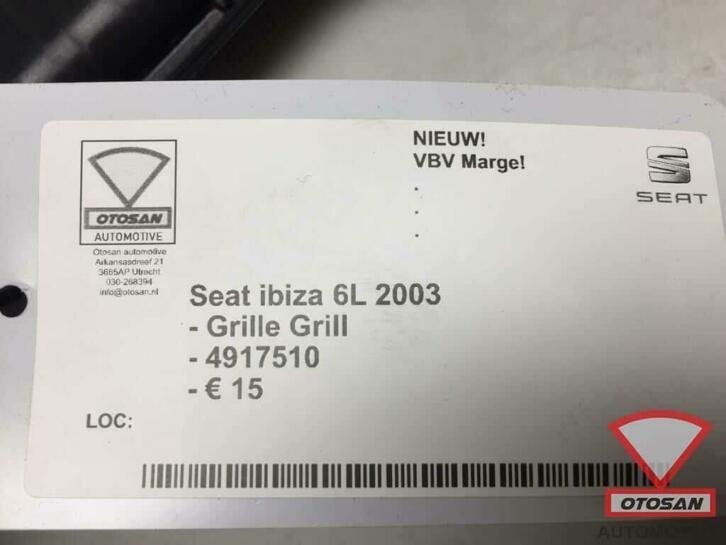 NIEUW!
VBV Marge!
.
.
.
SEAT
OTOSAN
AUTOMOTIVE
Otosan automotive
Arkansasdreef 21
3565AP Utrecht
030-268394
info@otosan.nl
Seat ibiza 6L 2003
- Grille Grill
- 4917510
- € 15
LOC:
OTOSAN
AUTOMO